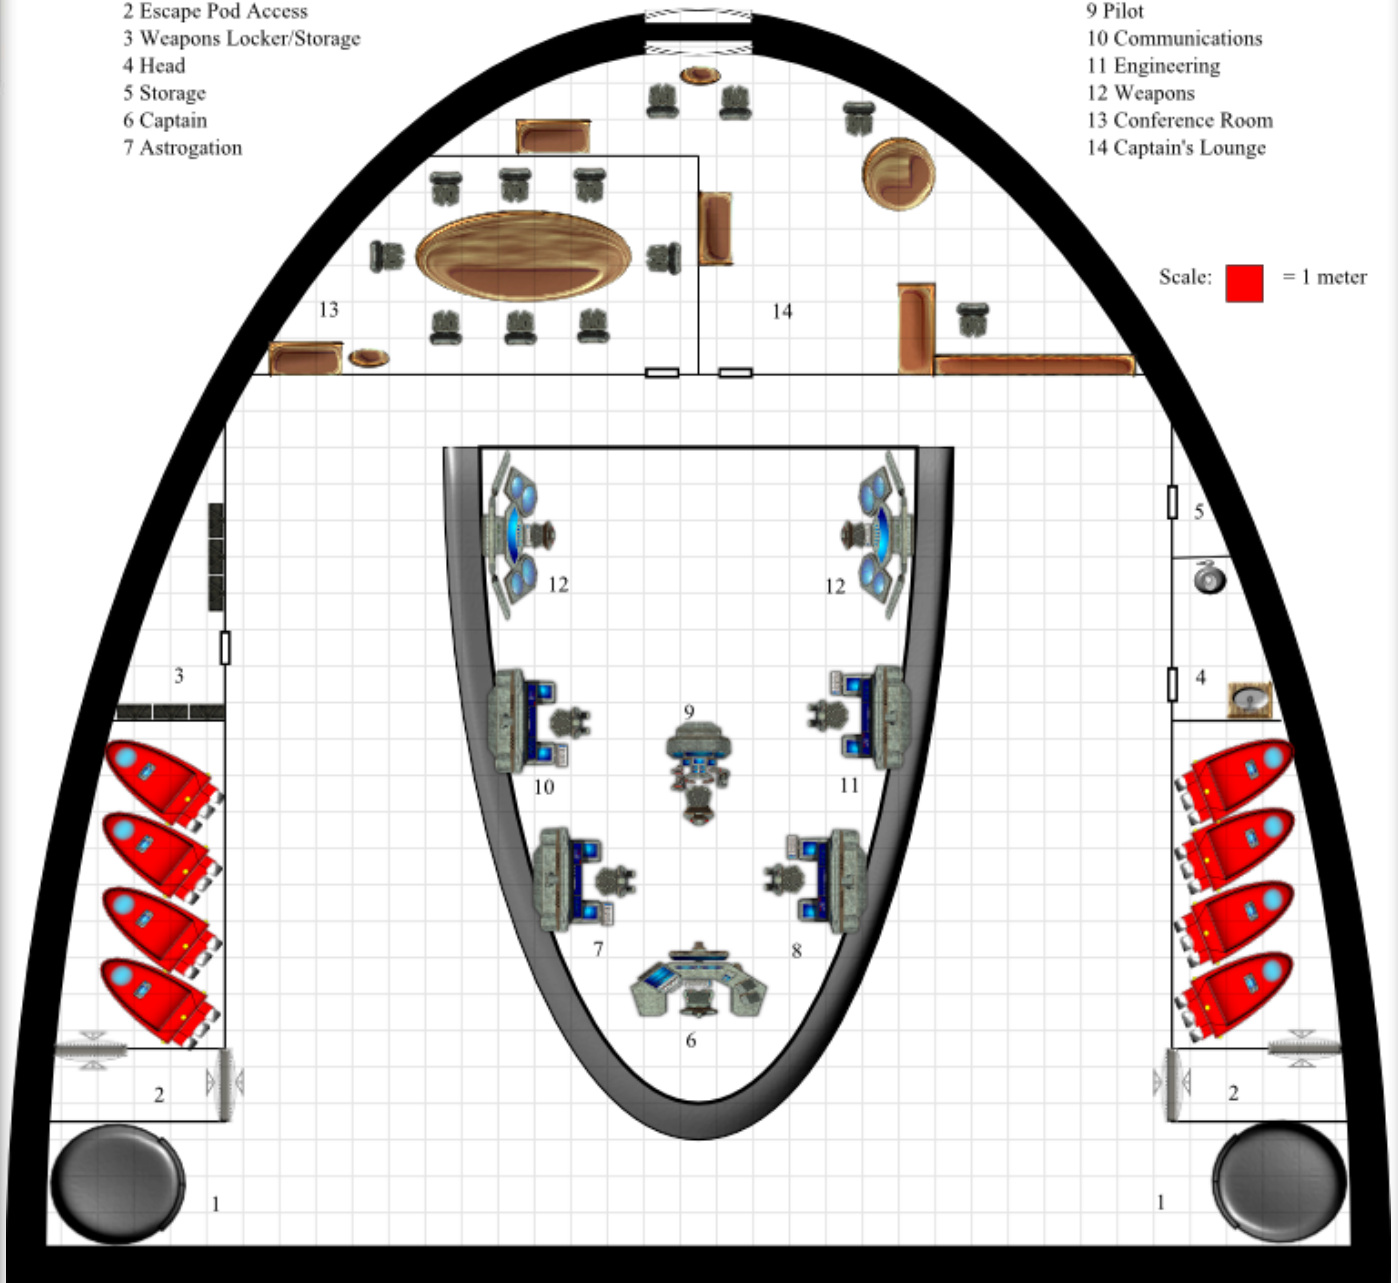 2 Escape Pod Access
3 Weapons Locker/Storage
4 Head
5 Storage
6 Captain
7 Astrogation
9 Pilot
10 Communications
11 Engineering
12 Weapons
13 Conference Room
14 Captain's Lounge
Scale: = 1 meter
13
14
5
12
12
3
4
9
10
11
7
8
6
2
2
1
1